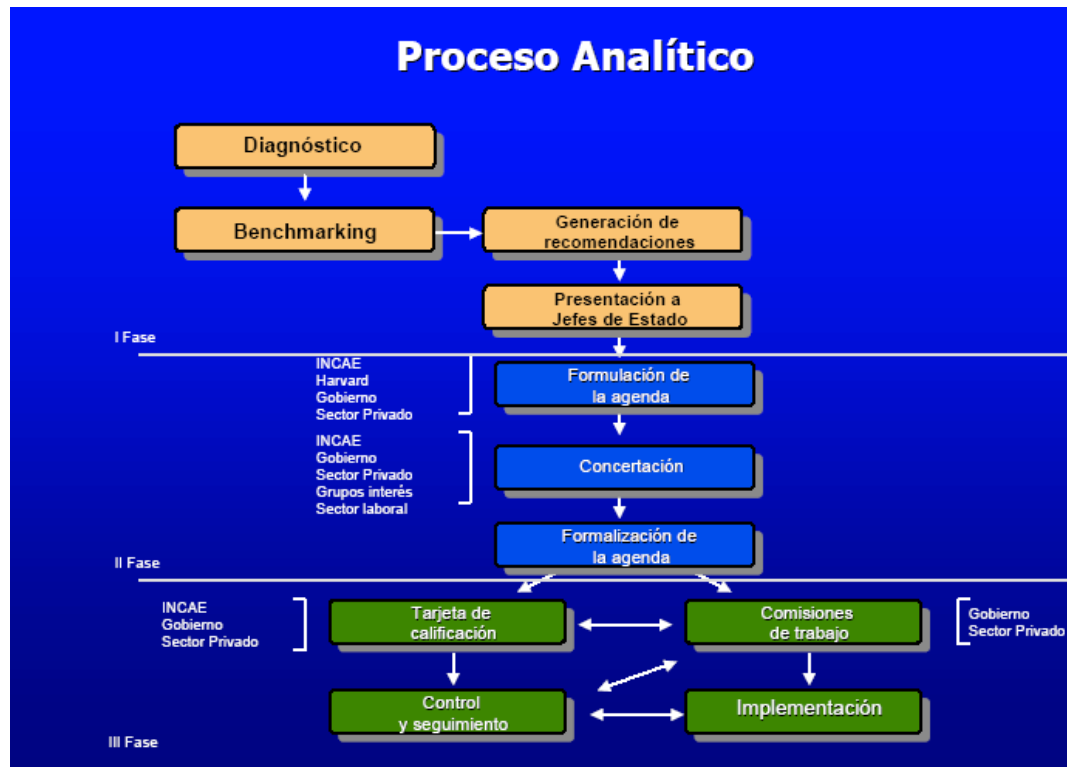 Proceso Analítico
Diagnóstico
Benchmarking
Generación de
recomendaciones
Presentación a
Jefes de Estado
I Fase
INCAE
Harvard
Gobierno
Sector Privado
Formulación de
la agenda
INCAE
Gobierno
Sector Privado
Grupos interés
Sector laboral
Concertación
Formalización de
la agenda
II Fase
INCAE
Gobierno
Sector Privado
Tarjeta de
calificación
Comisiones
de trabajo
Gobierno
Sector Privado
Control
y seguimiento
Implementación
III Fase